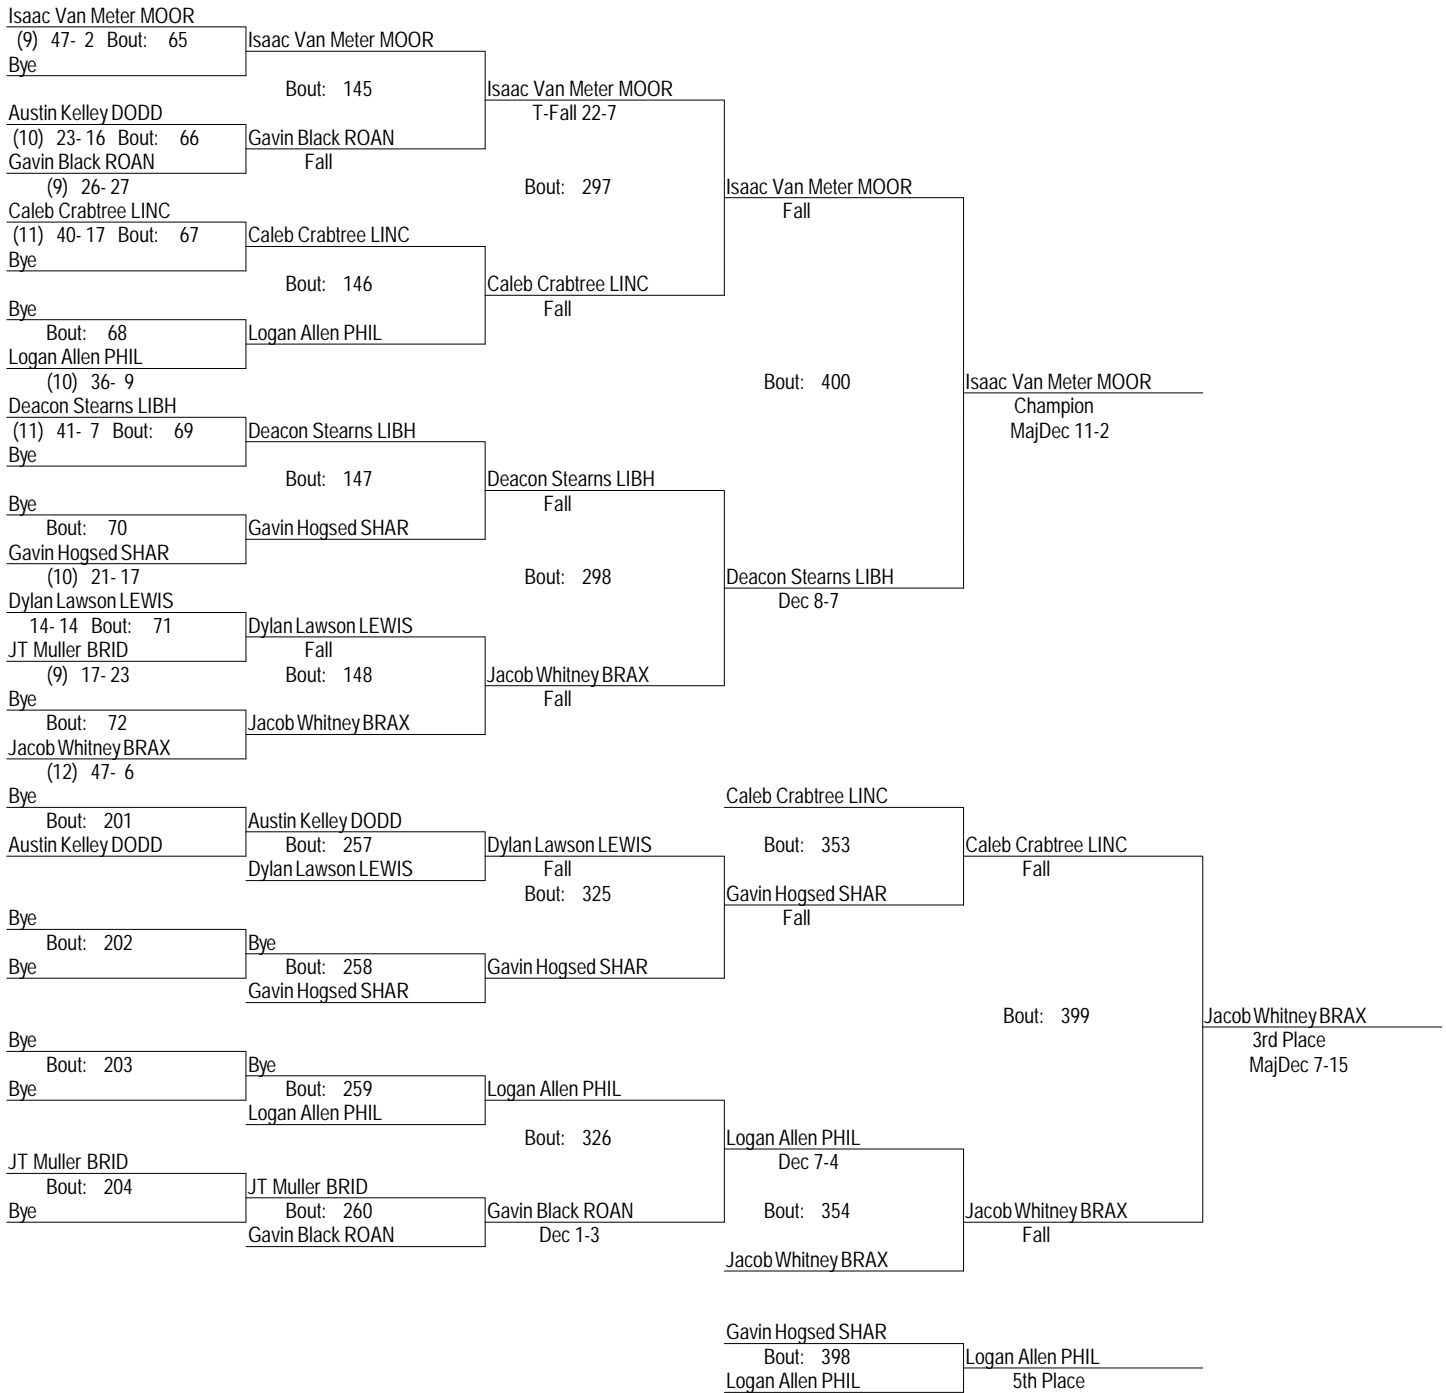 Isaac Van Meter MOOR
(9) 47- 2 Bout: 65
Isaac Van Meter MOOR
Bye
Bout: 145
Isaac Van Meter MOOR
Austin Kelley DODD
T-Fall 22-7
(10) 23- 16 Bout: 66
Gavin Black ROAN
Gavin Black ROAN
Fall
(9) 26- 27
Bout: 297
Isaac Van Meter MOOR
Caleb Crabtree LINC
Fall
(11) 40- 17 Bout: 67
Caleb Crabtree LINC
Bye
Bout: 146
Caleb Crabtree LINC
Bye
Fall
Bout: 68
Logan Allen PHIL
Logan Allen PHIL
(10) 36- 9
Bout: 400
Isaac Van Meter MOOR
Deacon Stearns LIBH
Champion
(11) 41- 7 Bout: 69
Deacon Stearns LIBH
MajDec 11-2
Bye
Bout: 147
Deacon Stearns LIBH
Bye
Fall
Bout: 70
Gavin Hogsed SHAR
Gavin Hogsed SHAR
(10) 21- 17
Bout: 298
Deacon Stearns LIBH
Dylan Lawson LEWIS
Dec 8-7
14- 14 Bout: 71
Dylan Lawson LEWIS
JT Muller BRID
Fall
(9) 17- 23
Bout: 148
Jacob Whitney BRAX
Bye
Fall
Bout: 72
Jacob Whitney BRAX
Jacob Whitney BRAX
(12) 47- 6
Bye
Caleb Crabtree LINC
Bout: 201
Austin Kelley DODD
Austin Kelley DODD
Bout: 257
Dylan Lawson LEWIS
Bout: 353
Caleb Crabtree LINC
Dylan Lawson LEWIS
Fall
Fall
Bout: 325
Gavin Hogsed SHAR
Bye
Fall
Bout: 202
Bye
Bye
Bout: 258
Gavin Hogsed SHAR
Gavin Hogsed SHAR
Bout: 399
Jacob Whitney BRAX
Bye
3rd Place
Bout: 203
Bye
MajDec 7-15
Bye
Bout: 259
Logan Allen PHIL
Logan Allen PHIL
Bout: 326
Logan Allen PHIL
JT Muller BRID
Dec 7-4
Bout: 204
JT Muller BRID
Bye
Bout: 260
Gavin Black ROAN
Bout: 354
Jacob Whitney BRAX
Gavin Black ROAN
Dec 1-3
Fall
Jacob Whitney BRAX
Gavin Hogsed SHAR
Bout: 398
Logan Allen PHIL
Logan Allen PHIL
5th Place